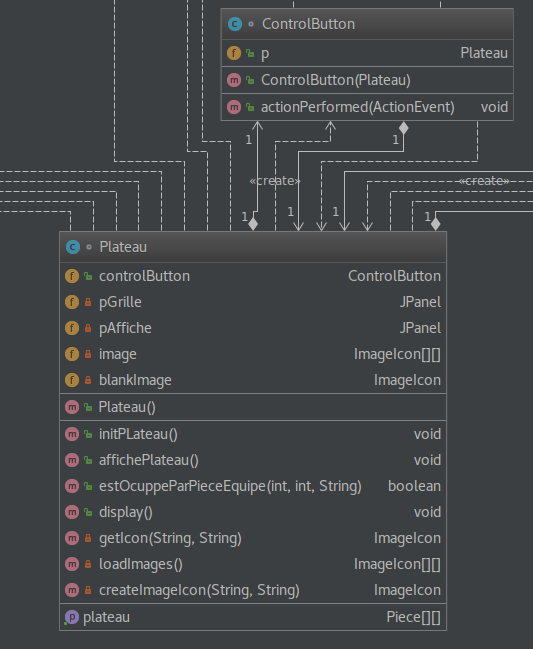 ControlButton
p Plateau
ControlButton(Plateau)
actionPerformed(ActionEvent) void
1 1
«create» «create»
1 1 1 1
Plateau
controlButton ControlButton
pGrille JPanel
pAffiche JPanel
image ImageIcon[][]
blankImage ImageIcon
Plateau()
initPLateau() void
affichePlateau() void
estOcuppeParPieceEquipe(int, int, String) boolean
display() void
getIcon(String, String) ImageIcon
loadImages() ImageIcon[][]
createImageIcon(String, String) ImageIcon
plateau Piece[][]